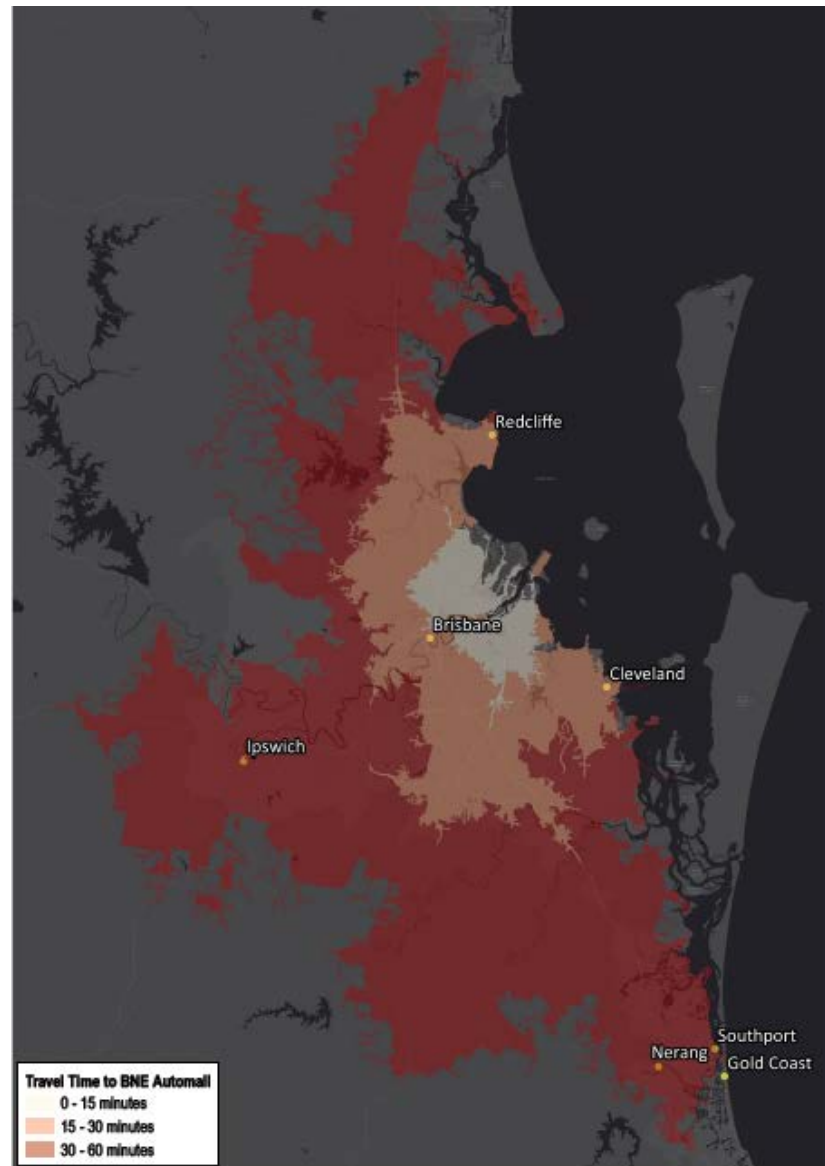 Redcliffe
Brisbane
Cleveland
Ipswich
Southport
Nerang
Gold Coast
Travel Time to BNE Automall
0 - 15 minutes
15 - 30 minutes
30 - 60 minutes